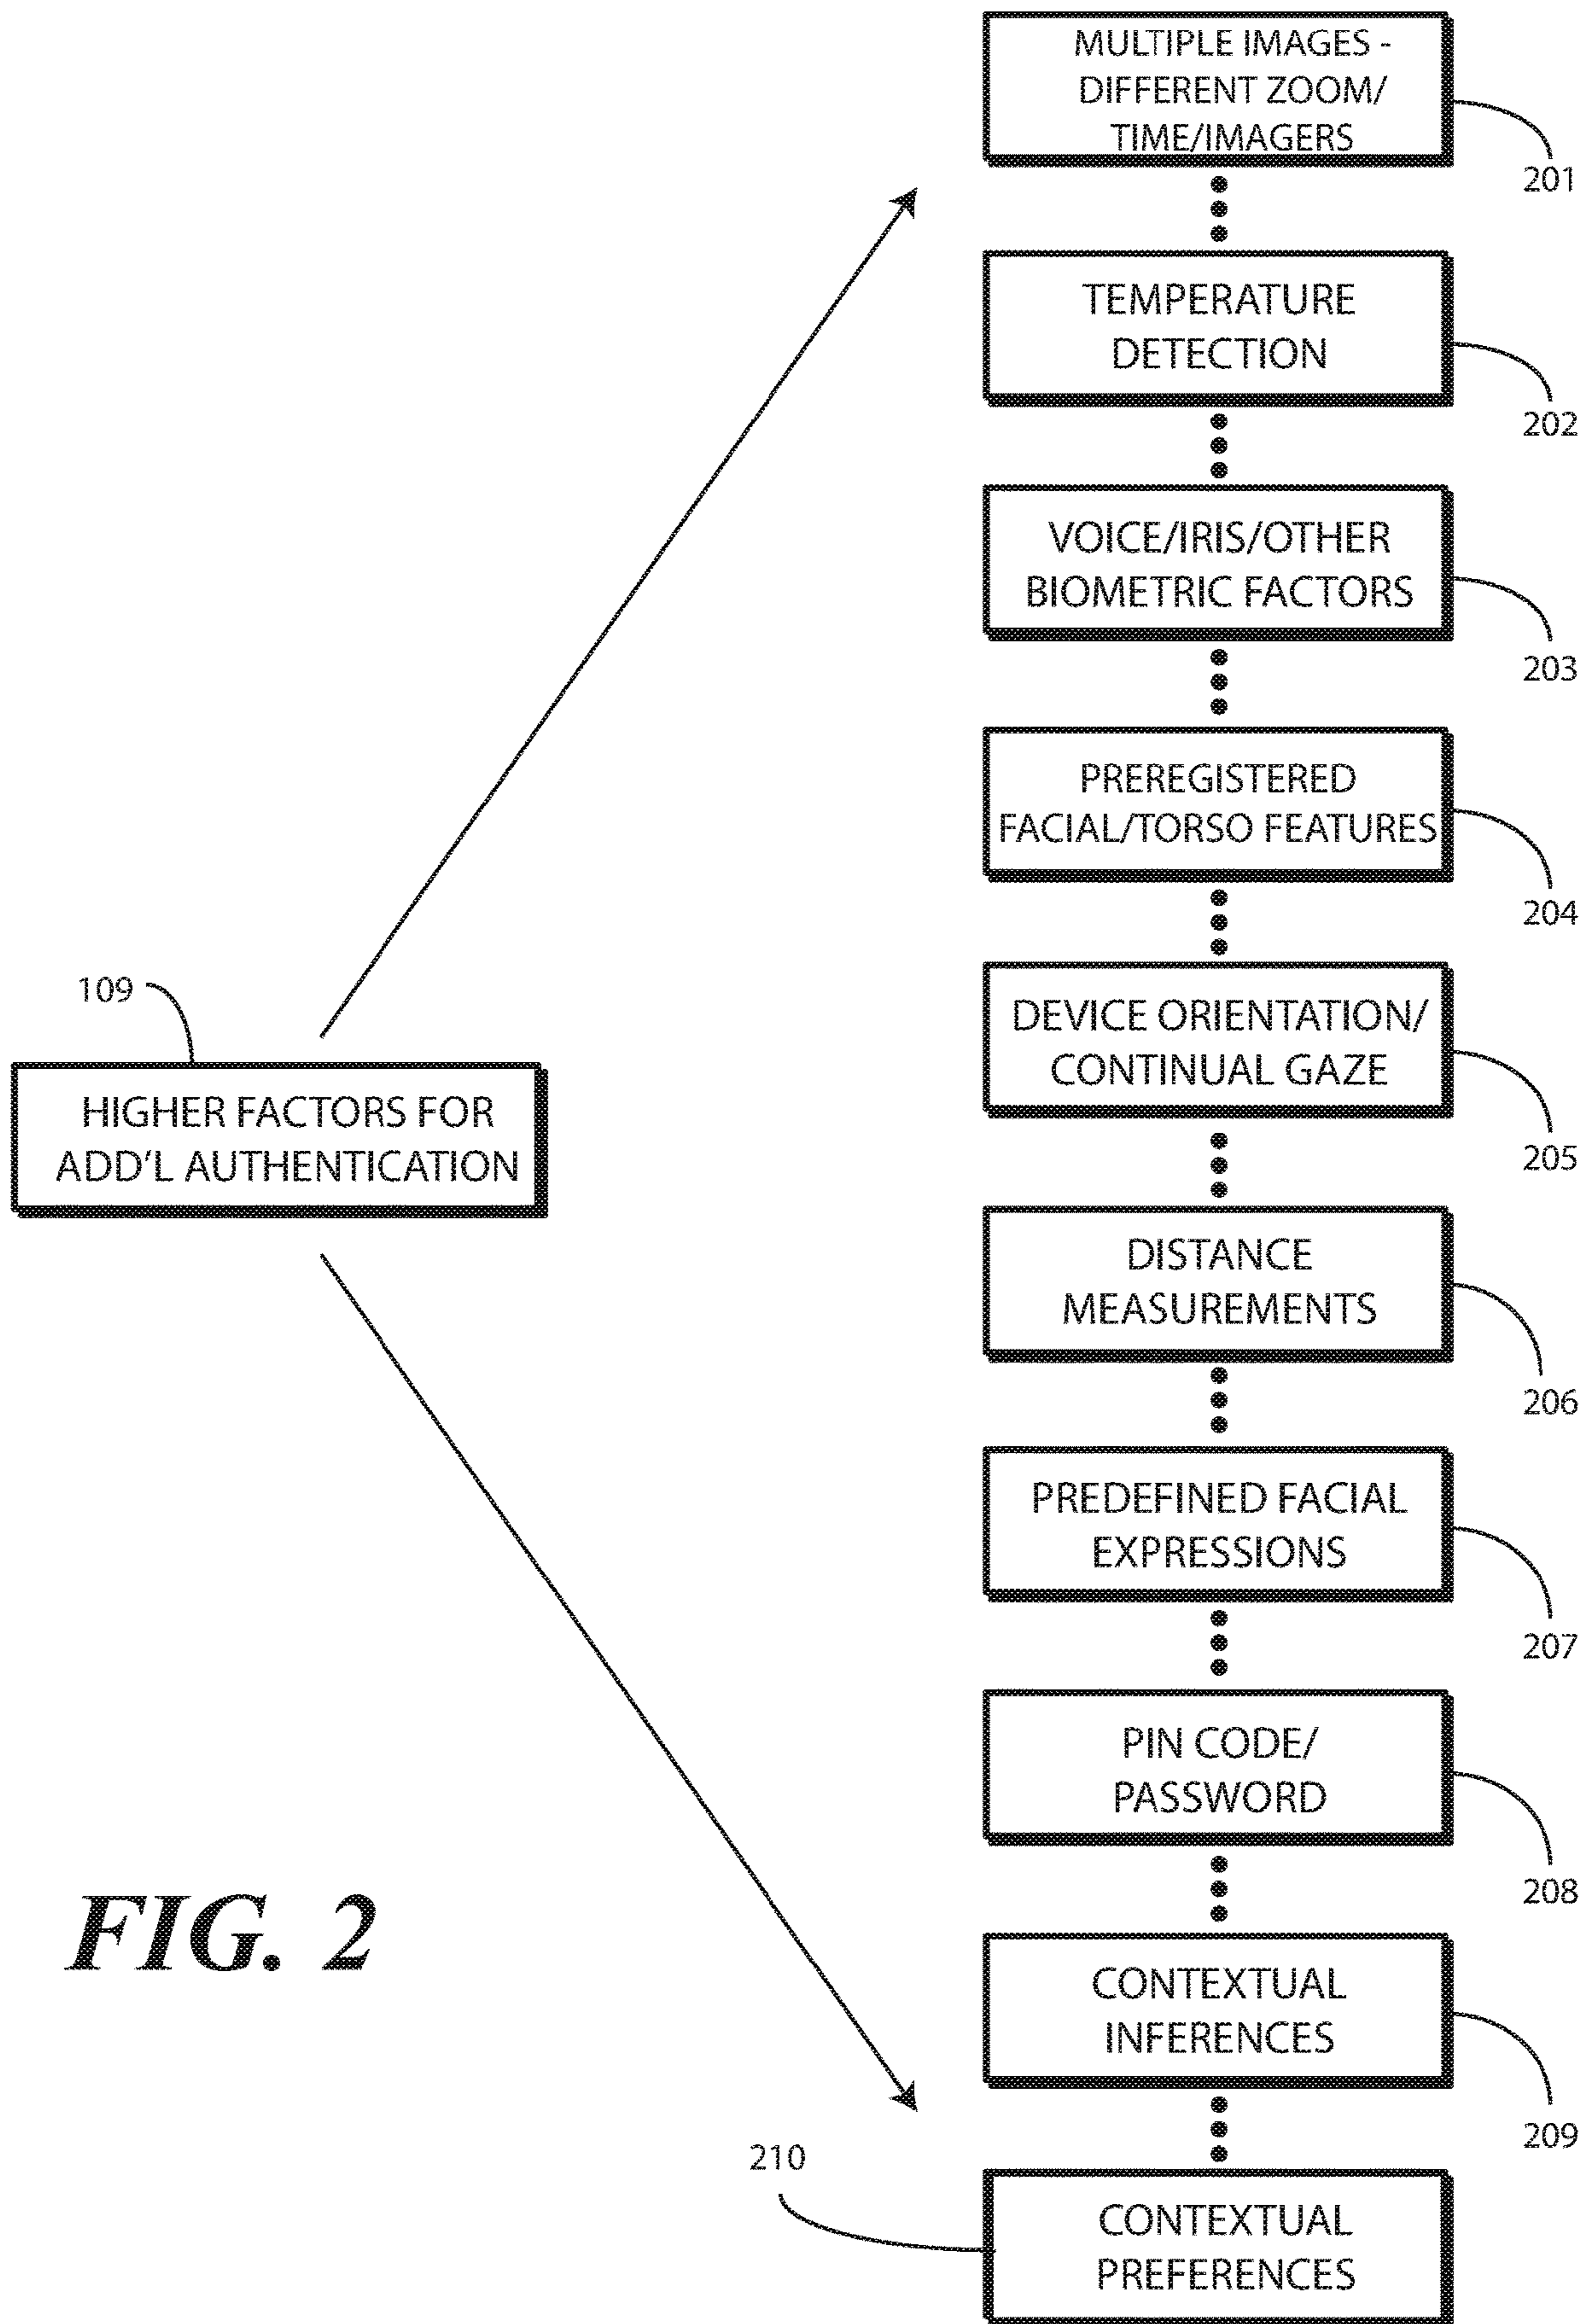 MULTIPLE IMAGES -
DIFFERENT ZOOM/
TIME/IMAGERS
201
TEMPERATURE
DETECTION
202
VOICE/IRIS/OTHER
BIOMETRIC FACTORS
203
PREREGISTERED
FACIAL/TORSO FEATURES
204
109
HIGHER FACTORS FOR
ADD'L AUTHENTICATION
DEVICE ORIENTATION/
CONTINUAL GAZE
205
DISTANCE
MEASUREMENTS
206
PREDEFINED FACIAL
EXPRESSIONS
207
PIN CODE/
PASSWORD
208
FIG. 2
CONTEXTUAL
INFERENCES
209
210
CONTEXTUAL
PREFERENCES